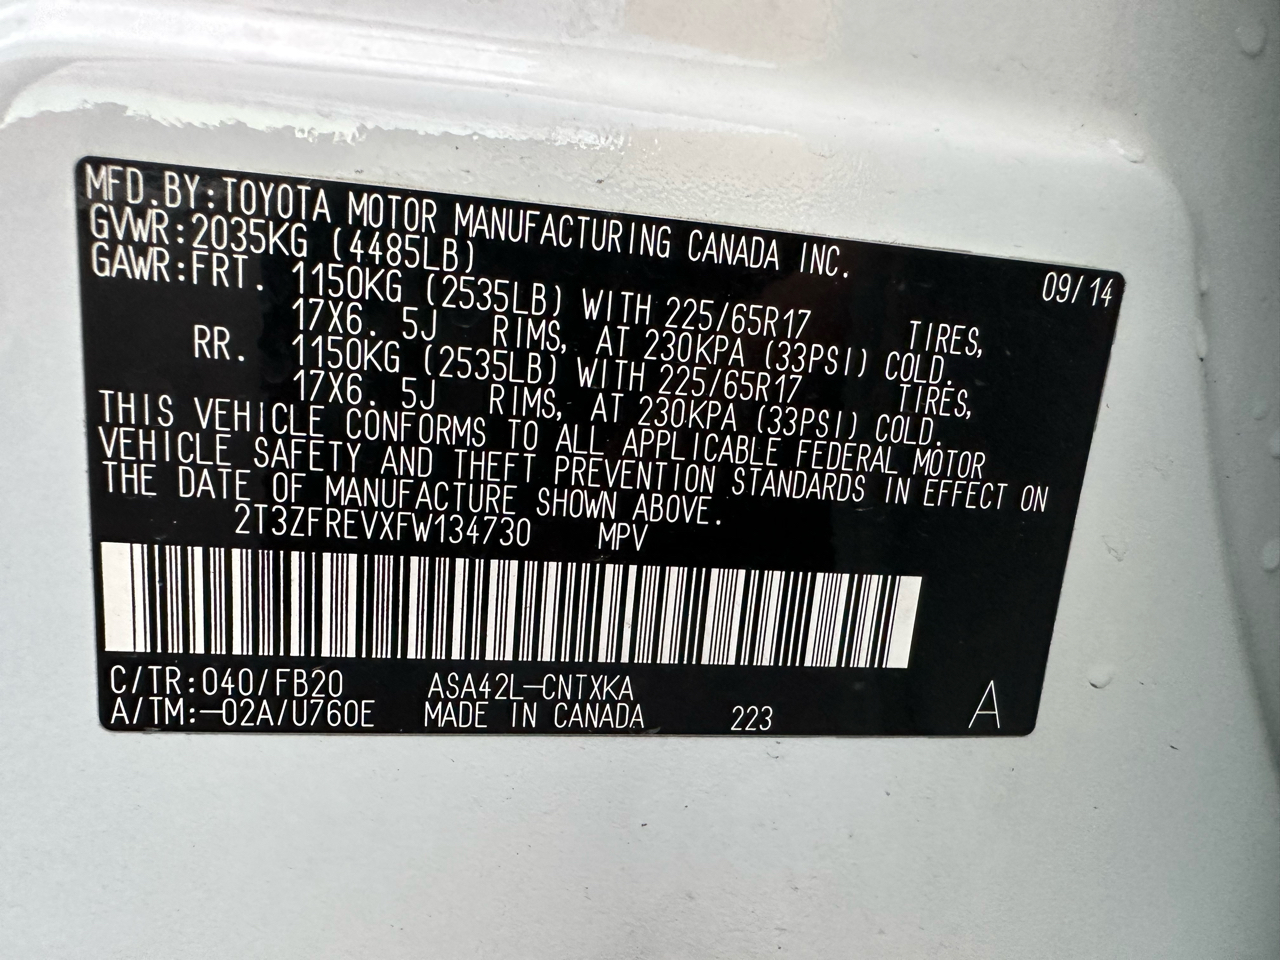 MFD.BY:TOYOTA MOTOR MANUFACTURING CANADA INC.
GVWR:2035KG (4485LB) 09/14
GAWR:FRT. 1150KG (2535LB) WITH 225/65R17 TIRES,
17X6. 5J RIMS, AT 230KPA (33PSI) COLD.
RR. 1150KG (2535LB) WITH 225/65R17 TIRES,
17X6. 5J RIMS, AT 230KPA (33PSI) COLD.
THIS VEHICLE CONFORMS TO ALL APPLICABLE FEDERAL MOTOR
VEHICLE SAFETY AND THEFT PREVENTION STANDARDS IN EFFECT ON
THE DATE OF MANUFACTURE SHOWN ABOVE.
2T3ZFREVXFW134730 MPV
C/TR:040/FB20 ASA42L-CNTXKA
A/TM:-02A/U760E MADE IN CANADA 223 A